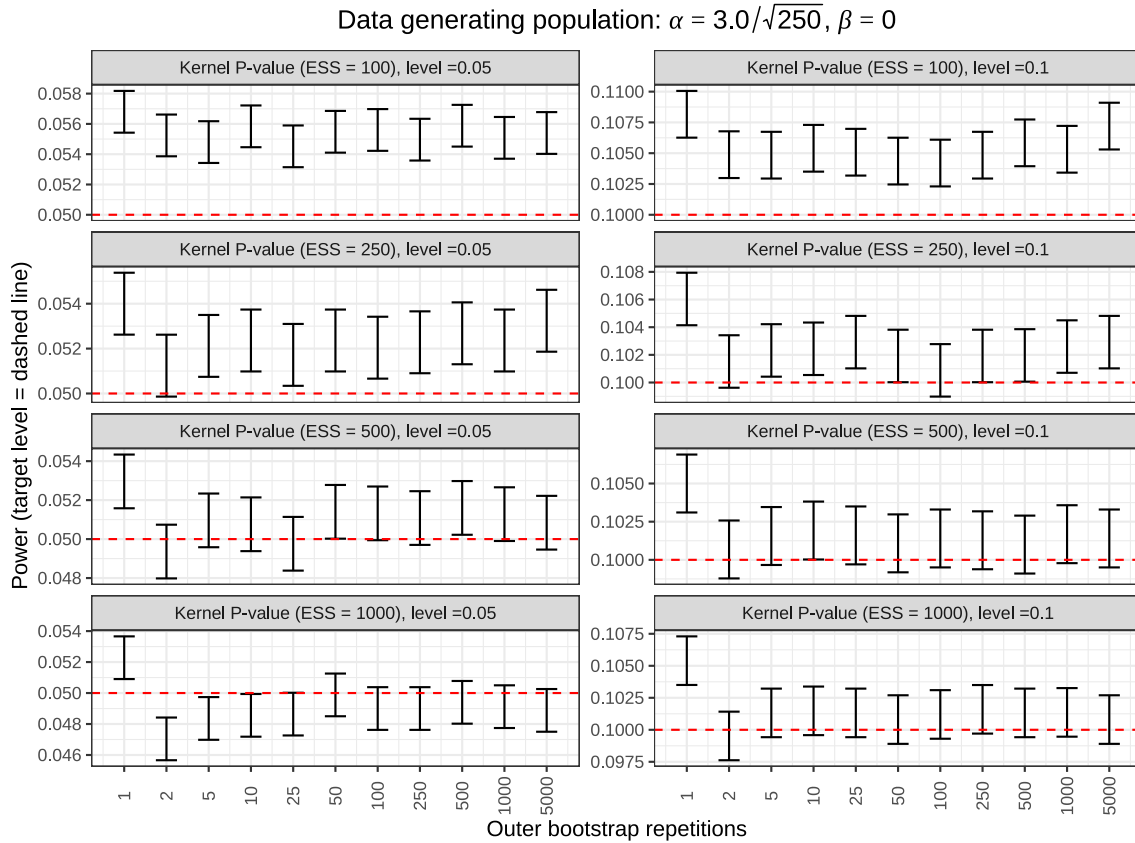 Data generating population: α = 3.0/√250, β = 0
Power (target level = dashed line)
Kernel P-value (ESS = 100), level =0.05
0.058
0.056
0.054
0.052
0.050
Kernel P-value (ESS = 100), level =0.1
0.1100
0.1075
0.1050
0.1025
0.1000
Kernel P-value (ESS = 250), level =0.05
0.054
0.052
0.050
Kernel P-value (ESS = 250), level =0.1
0.108
0.106
0.104
0.102
0.100
Kernel P-value (ESS = 500), level =0.05
0.054
0.052
0.050
0.048
Kernel P-value (ESS = 500), level =0.1
0.1050
0.1025
0.1000
Kernel P-value (ESS = 1000), level =0.05
0.054
0.052
0.050
0.048
0.046
Kernel P-value (ESS = 1000), level =0.1
0.1075
0.1050
0.1025
0.1000
0.0975
1 2 5 10 25 50 100 250 500 1000 5000
1 2 5 10 25 50 100 250 500 1000 5000
Outer bootstrap repetitions